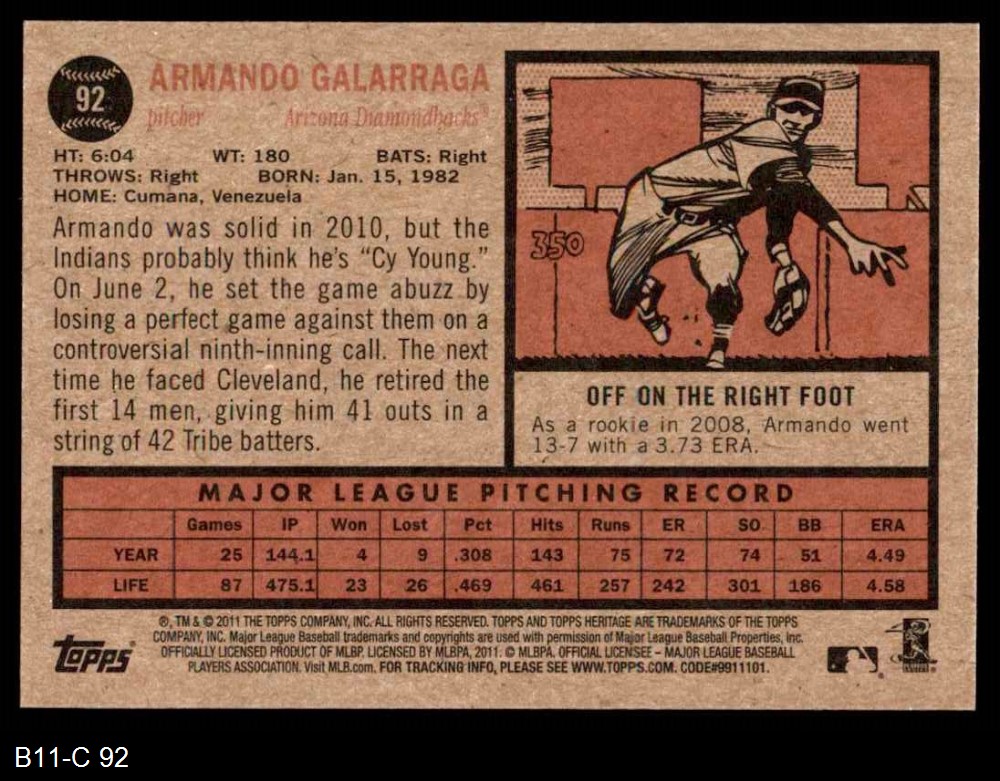 92
ARMANDO GALARRAGA
pitcher Arizona Diamondbacks®
HT: 6:04 WT: 180 BATS: Right
THROWS: Right BORN: Jan. 15, 1982
HOME: Cumana, Venezuela
Armando was solid in 2010, but the
Indians probably think he's "Cy Young."
On June 2, he set the game abuzz by
losing a perfect game against them on a
controversial ninth-inning call. The next
time he faced Cleveland, he retired the
first 14 men, giving him 41 outs in a
string of 42 Tribe batters.
350
OFF ON THE RIGHT FOOT
As a rookie in 2008, Armando went
13-7 with a 3.73 ERA.
MAJOR LEAGUE PITCHING RECORD
Games IP Won Lost Pct Hits Runs ER SO BB ERA
YEAR 25 144.1 4 9 .308 143 75 72 74 51 4.49
LIFE 87 475.1 23 26 .469 461 257 242 301 186 4.58
®, TM & © 2011 THE TOPPS COMPANY, INC. ALL RIGHTS RESERVED. TOPPS AND TOPPS HERITAGE ARE TRADEMARKS OF THE TOPPS
COMPANY, INC. Major League Baseball trademarks and copyrights are used with permission of Major League Baseball Properties, Inc.
OFFICIALLY LICENSED PRODUCT OF MLBP. LICENSED BY MLBPA, 2011. © MLBPA. OFFICIAL LICENSEE – MAJOR LEAGUE BASEBALL
PLAYERS ASSOCIATION. Visit MLB.com. FOR TRACKING INFO, PLEASE SEE WWW.TOPPS.COM. CODE#9911101.
Topps
B11-C 92